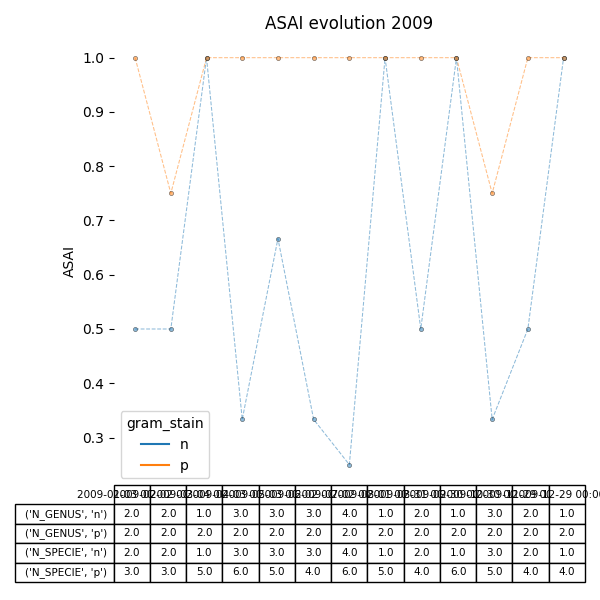 ASAI evolution 2009
1.0
0.9
0.8
0.7
0.6
0.5
0.4
0.3
ASAI
gram_stain
n
p
('N_GENUS', 'n') 2.0 2.0 1.0 3.0 3.0 3.0 4.0 1.0 2.0 1.0 3.0 2.0 1.0
('N_GENUS', 'p') 2.0 2.0 2.0 2.0 2.0 2.0 2.0 2.0 2.0 2.0 2.0 2.0 2.0
('N_SPECIE', 'n') 2.0 2.0 1.0 3.0 3.0 3.0 4.0 1.0 2.0 1.0 3.0 2.0 1.0
('N_SPECIE', 'p') 3.0 3.0 5.0 6.0 5.0 4.0 6.0 5.0 4.0 6.0 5.0 4.0 4.0